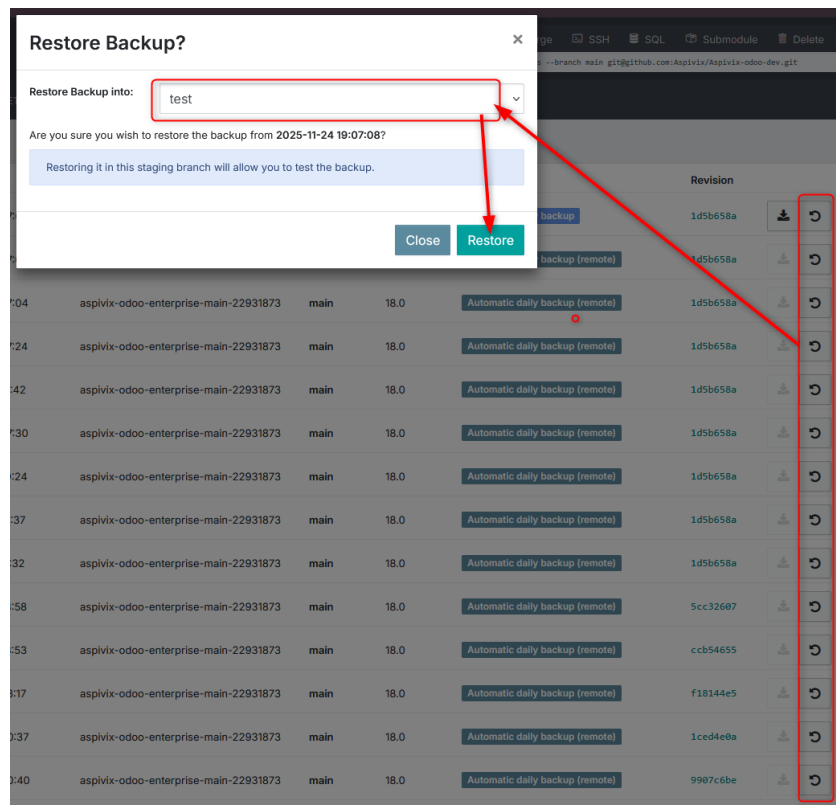 Restore Backup?
×
SSH
SQL
Submodule
Delete
Restore Backup into:
test
--branch main git@github.com:Aspivix/Aspivix-odoo-dev.git
Are you sure you wish to restore the backup from 2025-11-24 19:07:08?
Restoring it in this staging branch will allow you to test the backup.
Revision
backup 1d5b658a
Close Restore
backup (remote) 1d5b658a
:04 aspivix-odoo-enterprise-main-22931873 main 18.0 Automatic daily backup (remote) 1d5b658a
:24 aspivix-odoo-enterprise-main-22931873 main 18.0 Automatic daily backup (remote) 1d5b658a
:42 aspivix-odoo-enterprise-main-22931873 main 18.0 Automatic daily backup (remote) 1d5b658a
:30 aspivix-odoo-enterprise-main-22931873 main 18.0 Automatic daily backup (remote) 1d5b658a
:24 aspivix-odoo-enterprise-main-22931873 main 18.0 Automatic daily backup (remote) 1d5b658a
:37 aspivix-odoo-enterprise-main-22931873 main 18.0 Automatic daily backup (remote) 1d5b658a
:32 aspivix-odoo-enterprise-main-22931873 main 18.0 Automatic daily backup (remote) 1d5b658a
:58 aspivix-odoo-enterprise-main-22931873 main 18.0 Automatic daily backup (remote) 5cc32607
:53 aspivix-odoo-enterprise-main-22931873 main 18.0 Automatic daily backup (remote) ccb54655
:17 aspivix-odoo-enterprise-main-22931873 main 18.0 Automatic daily backup (remote) f18144e5
:37 aspivix-odoo-enterprise-main-22931873 main 18.0 Automatic daily backup (remote) 1ced4e0a
:40 aspivix-odoo-enterprise-main-22931873 main 18.0 Automatic daily backup (remote) 9907c6be